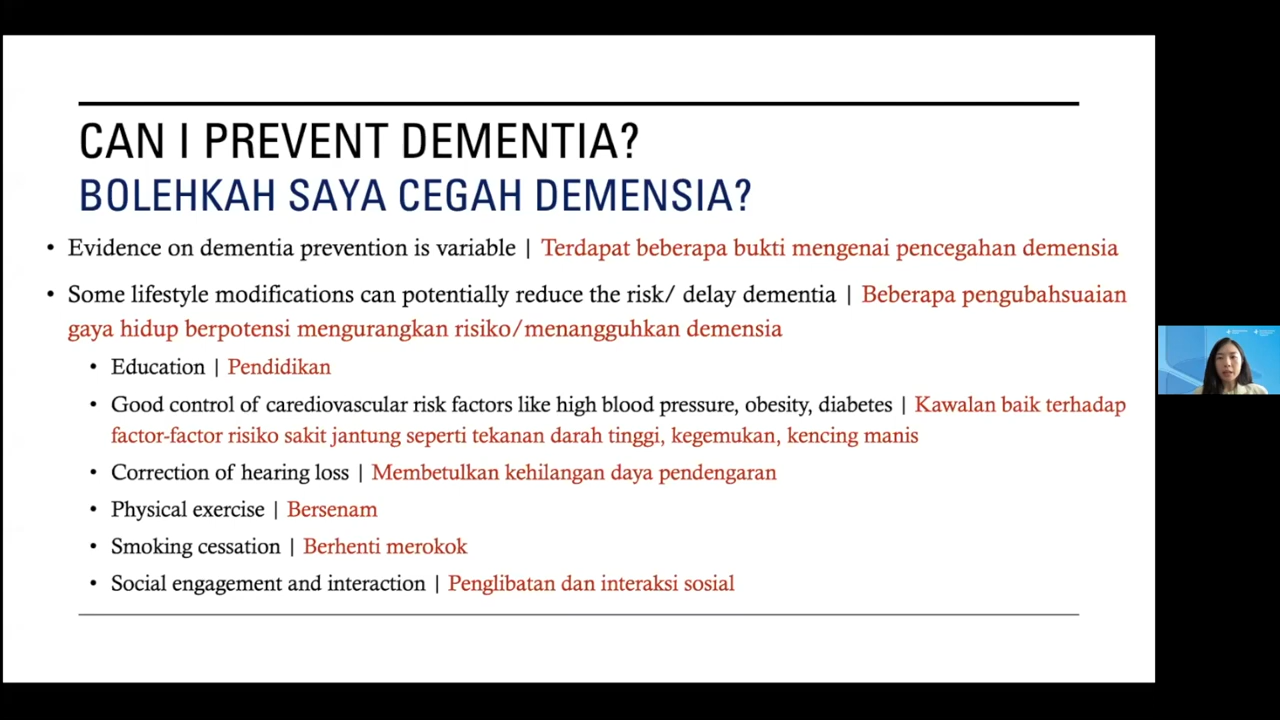 CAN I PREVENT DEMENTIA?
BOLEHKAH SAYA CEGAH DEMENSIA?
• Evidence on dementia prevention is variable | Terdapat beberapa bukti mengenai pencegahan demensia
• Some lifestyle modifications can potentially reduce the risk/ delay dementia | Beberapa pengubahsuaian
gaya hidup berpotensi mengurangkan risiko/menangguhkan demensia
• Education | Pendidikan
• Good control of carediovascular risk factors like high blood pressure, obesity, diabetes | Kawalan baik terhadap
factor-factor risiko sakit jantung seperti tekanan darah tinggi, kegemukan, kencing manis
• Correction of hearing loss | Membetulkan kehilangan daya pendengaran
• Physical exercise | Bersenam
• Smoking cessation | Berhenti merokok
• Social engagement and interaction | Penglibatan dan interaksi sosial